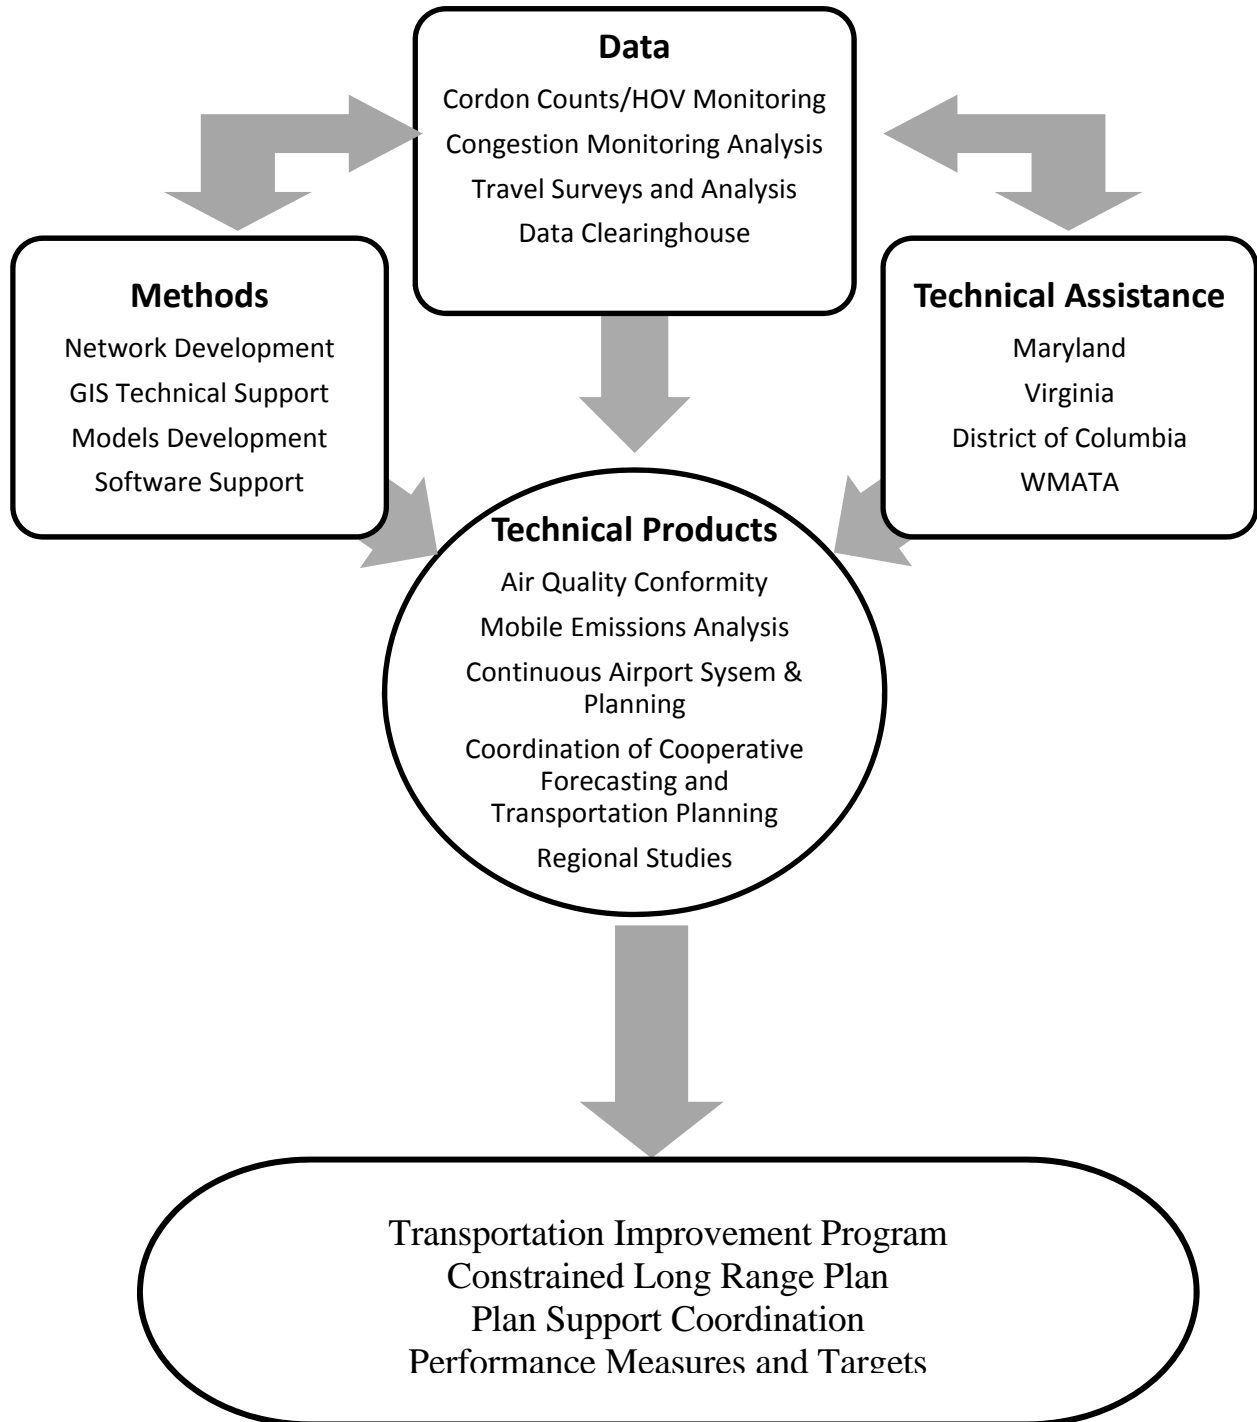 Data
Cordon Counts/HOV Monitoring
Congestion Monitoring Analysis
Travel Surveys and Analysis
Data Clearinghouse
Methods
Network Development
GIS Technical Support
Models Development
Software Support
Technical Assistance
Maryland
Virginia
District of Columbia
WMATA
Technical Products
Air Quality Conformity
Mobile Emissions Analysis
Continuous Airport Sysem &
Planning
Coordination of Cooperative
Forecasting and
Transportation Planning
Regional Studies
Transportation Improvement Program
Constrained Long Range Plan
Plan Support Coordination
Performance Measures and Targets